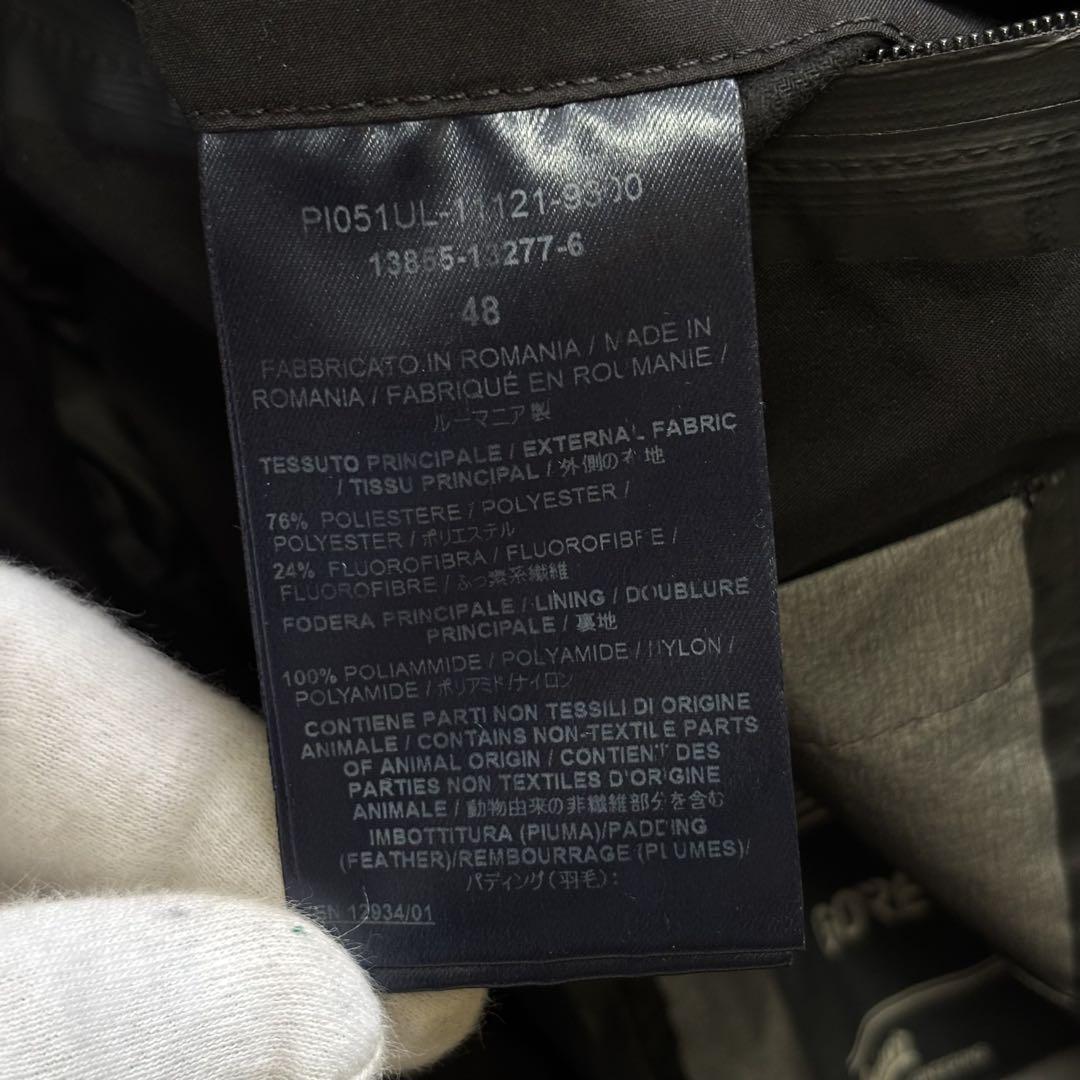 PI051UL-11121-9300
13855-13277-6
48
FABBRICATO.IN ROMANIA / MADE IN
ROMANIA / FABRIQUÉ EN ROUMANIE /
ルーマニア製
TESSUTO PRINCIPALE / EXTERNAL FABRIC
/ TISSU PRINCIPAL / 外側の生地
76% POLIESTERE / POLYESTER /
POLYESTER / ポリエステル
24% FLUOROFIBRA / FLUOROFIBRE /
FLUOROFIBRE / ふっ素系繊維
FODERA PRINCIPALE / LINING / DOUBLURE
PRINCIPALE / 裏地
100% POLIAMMIDE / POLYAMIDE / NYLON /
POLYAMIDE / ポリアミド/ナイロン
CONTIENE PARTI NON TESSILI DI ORIGINE
ANIMALE / CONTAINS NON-TEXTILE PARTS
OF ANIMAL ORIGIN / CONTIENT DES
PARTIES NON TEXTILES D'ORIGINE
ANIMALE / 動物由来の非繊維部分を含む
IMBOTTITURA (PIUMA)/PADDING
(FEATHER)/REMBOURRAGE (PLUMES)/
パディング(羽毛):
EN 12934/01
GORE